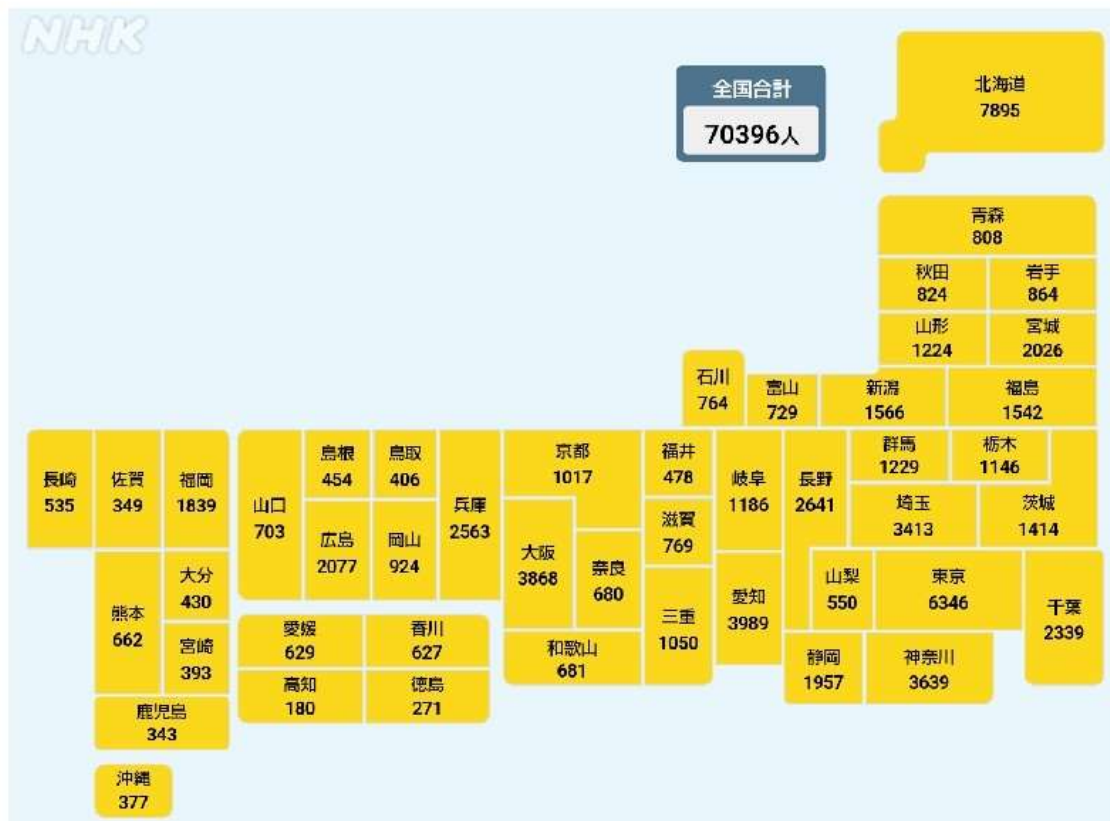 NHK
全国合計
70396人
北海道
7895
青森
808
秋田
824
岩手
864
山形
1224
宮城
2026
石川
764
富山
729
新潟
1566
福島
1542
長崎
535
佐賀
349
福岡
1839
山口
703
島根
454
鳥取
406
兵庫
2563
京都
1017
福井
478
岐阜
1186
長野
2641
群馬
1229
栃木
1146
埼玉
3413
茨城
1414
広島
2077
岡山
924
大阪
3868
奈良
680
滋賀
769
三重
1050
愛知
3989
山梨
550
東京
6346
千葉
2339
熊本
662
大分
430
宮崎
393
愛媛
629
香川
627
和歌山
681
静岡
1957
神奈川
3639
高知
180
徳島
271
鹿児島
343
沖縄
377